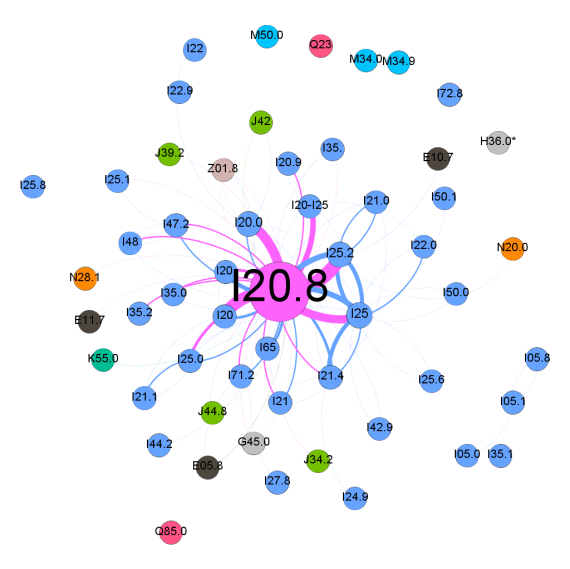 M50.0
Q23
I22
M34.0
M34.9
I22.9
I72.8
J42
H36.0*
J39.2
I35.
E10.7
I20.9
Z01.8
I25.8
I25.1
I50.1
I20-I25
I21.0
I47.2
I20.0
I48
I22.0
N20.0
I25.2
N28.1
I20
I20.8
I35.0
I50.0
I35.2
E11.7
I20
I25
I65
K55.0
I25.0
I05.8
I71.2
I21.4
I25.6
I21.1
I21
I05.1
J44.8
I42.9
I44.2
G45.0
E05.8
J34.2
I05.0
I35.1
I27.8
I24.9
Q85.0